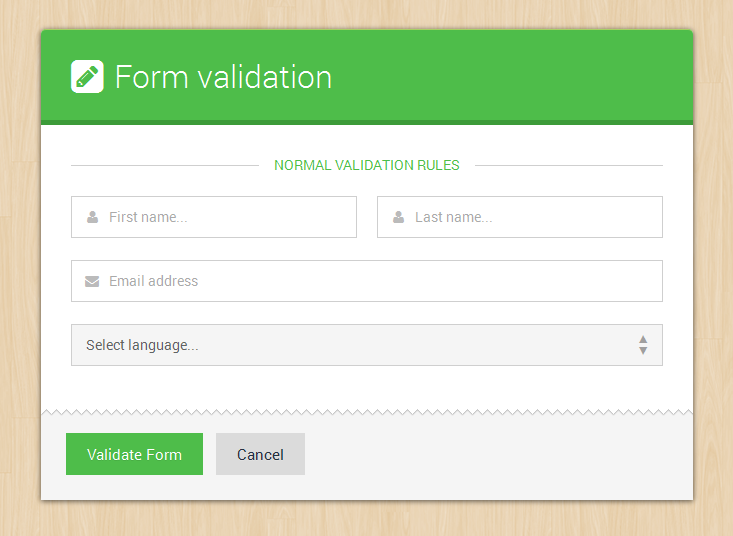 Form validation
NORMAL VALIDATION RULES
First name...
Last name...
Email address
Select language...
Validate Form
Cancel